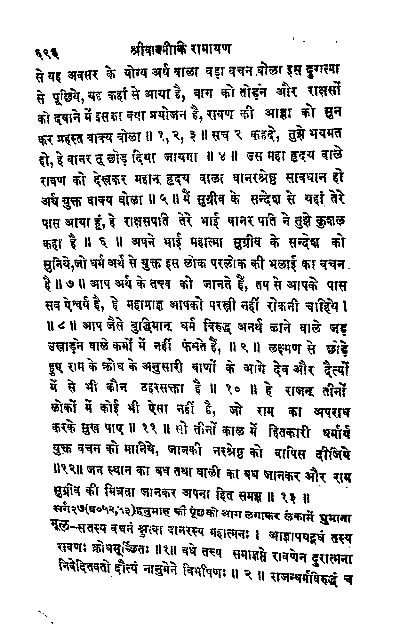 ६९६ श्रीवाल्मीकि रामायण
से यह अवसर के योग्य अर्थ वाला बड़ा वचन बोला इस दुरात्मा
से पूछिये, यह कहां से आया है, बाग को तोड़ने और राक्षसों
को दबाने में इसका क्या प्रयोजन है, रावण की आज्ञा को सुन
कर प्रहस्त वाक्य बोला ॥ १, २, ३ ॥ सच २ कहदे, तुझे भयमत
हो, हे वानर तू छोड़ दिया जायगा ॥ ४ ॥ उस महा हृदय वाले
रावण को देखकर महान् हृदय वाला वानरश्रेष्ठ सावधान हो
अर्थ युक्त वाक्य बोला ॥ ५ ॥ मैं सुग्रीव के सन्देश से यहां तेरे
पास आया हूं, हे राक्षसपति तेरे भाई वानर पति ने तुझे कुशल
कहा है ॥ ६ ॥ अपने भाई महात्मा सुग्रीव के सन्देश को
सुनिये,जो धर्म अर्थ से युक्त इस लोक परलोक की भलाई का वचन
है ॥ ७ ॥ आप अर्थ के तत्त्व को जानते हैं, तप से आपके पास
सब ऐश्वर्य है, हे महामाज्ञ आपको परस्त्री नहीं रोकनी चाहिये ।
॥ ८ ॥ आप जैसे बुद्धिमान् धर्म विरुद्ध अनर्थ काने वाले जड़
उखाड़ने वाले कर्मों में नहीं फंमते हैं, ॥ ९ ॥ लक्ष्मण से छोड़े
हुए राम के क्रोध के अनुसारी बाणों के आगे देव और दैत्यों
में से भी कौन ठहरसक्ता है ॥ १० ॥ हे राजन् तीनों
लोकों में कोई भी ऐसा नहीं है, जो राम का अपराध
करके सुख पाए ॥ ११ ॥ सो तीनों काल में हितकारी धर्मार्थ
युक्त वचन को मानिये, जानकी नरश्रेष्ठ को वापिस दीजिये
॥१२॥ जन स्थान का बध तथा वाली का बध जानकर और राम
सुग्रीव की मित्रता जानकर अपना हित समझ ॥ १३ ॥
सर्ग२७(व०५२,५३)हनुमान् की पूंछको आग लगाकर लंकामें घुमाना
मूल-सतस्य वचनं श्रुत्वा वानरस्य महात्मनः । आज्ञापयद्वधं तस्य
रावणः क्रोधमूर्च्छितः ॥१॥ वधे तस्य समाज्ञप्ते रावणेन दुरात्मना
निवेदितवतो दौत्यं नानुमेने विभीषणः ॥ २ ॥ राजन्धर्मविरुद्धं च